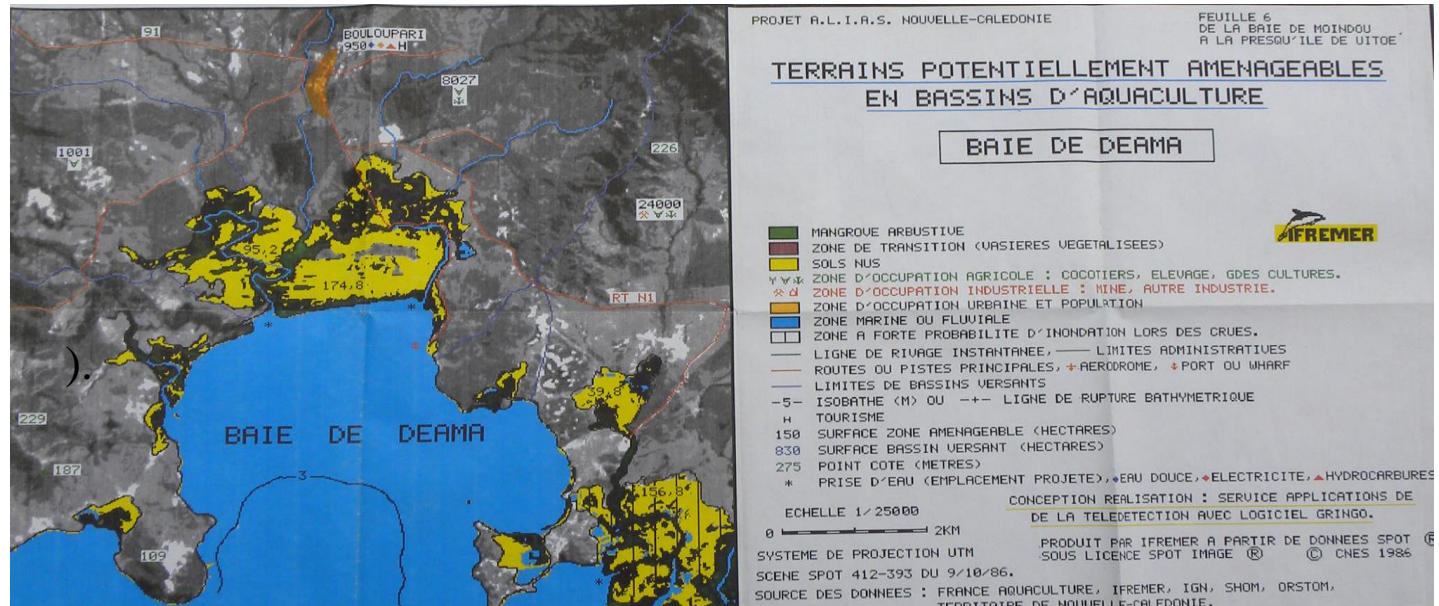 91
BOULOUPARI
950 H
8027
1001
226
24000
95,2
174,8
RT N1
).
39,8
229
BAIE DE DEAMA
187
3
156,8
109
PROJET A.L.I.A.S. NOUVELLE-CALEDONIE
FEUILLE 6
DE LA BAIE DE MOINDOU
A LA PRESQU'ILE DE UITOE
TERRAINS POTENTIELLEMENT AMENAGEABLES
EN BASSINS D'AQUACULTURE
BAIE DE DEAMA
IFREMER
MANGROVE ARBUSTIVE
ZONE DE TRANSITION (VASIERES VEGETALISEES)
SOLS NUS
ZONE D'OCCUPATION AGRICOLE : COCOTIERS, ELEVAGE, GDES CULTURES.
ZONE D'OCCUPATION INDUSTRIELLE : MINE, AUTRE INDUSTRIE.
ZONE D'OCCUPATION URBAINE ET POPULATION
ZONE MARINE OU FLUVIALE
ZONE A FORTE PROBABILITE D'INONDATION LORS DES CRUES.
LIGNE DE RIVAGE INSTANTANEE, LIMITES ADMINISTRATIVES
ROUTES OU PISTES PRINCIPALES, AERODROME, PORT OU WHARF
LIMITES DE BASSINS VERSANTS
-5- ISOBATHE (M) OU -+- LIGNE DE RUPTURE BATHYMETRIQUE
H TOURISME
150 SURFACE ZONE AMENAGEABLE (HECTARES)
830 SURFACE BASSIN VERSANT (HECTARES)
275 POINT COTE (METRES)
* PRISE D'EAU (EMPLACEMENT PROJETE), EAU DOUCE, ELECTRICITE, HYDROCARBURES
CONCEPTION REALISATION : SERVICE APPLICATIONS DE
DE LA TELEDETECTION AVEC LOGICIEL GRINGO.
ECHELLE 1/25000
0 2KM
PRODUIT PAR IFREMER A PARTIR DE DONNEES SPOT ®
SOUS LICENCE SPOT IMAGE ® © CNES 1986
SYSTEME DE PROJECTION UTM
SCENE SPOT 412-393 DU 9/10/86.
SOURCE DES DONNEES : FRANCE AQUACULTURE, IFREMER, IGN, SHOM, ORSTOM,
TERRITOIRE DE NOUVELLE-CALEDONIE.